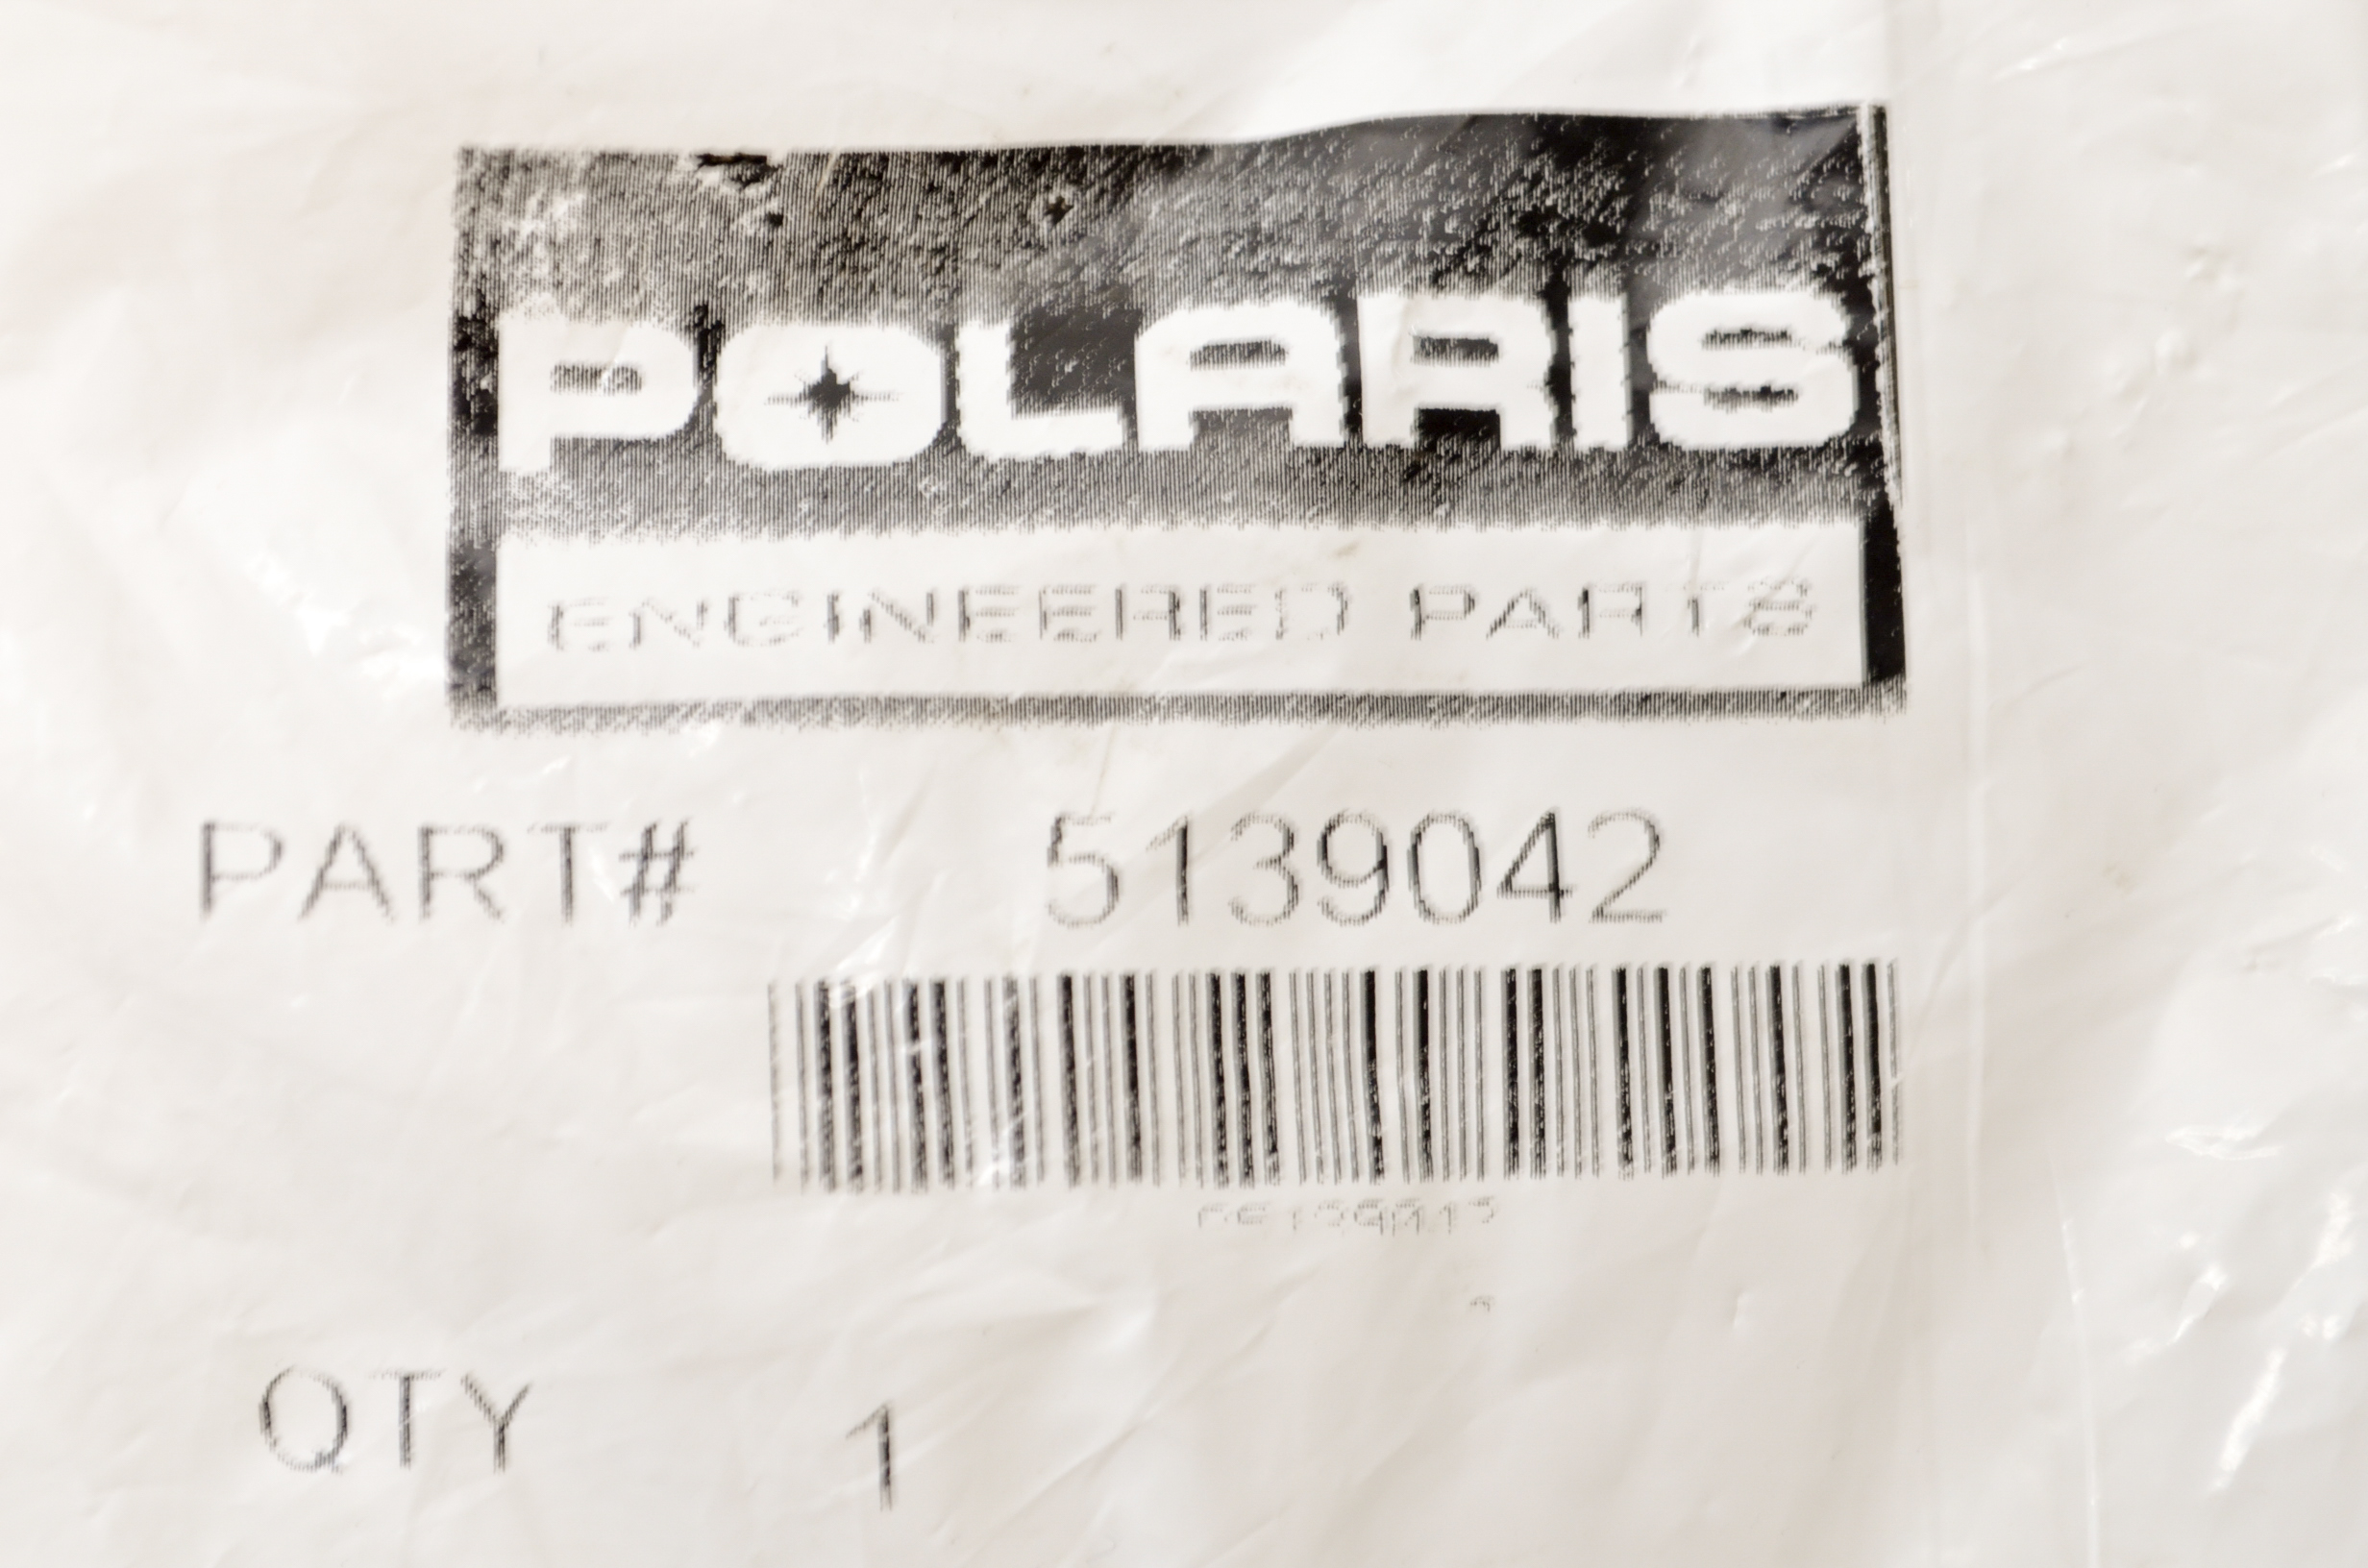 POLARIS
ENGINEERED PARTS
PART# 5139042
QTY 1